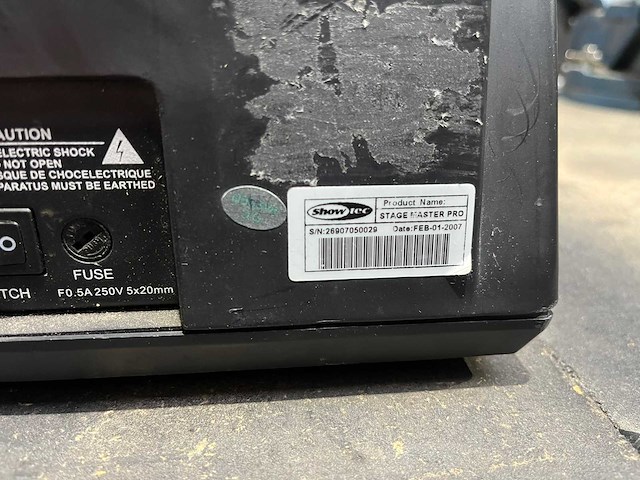 AUTION
ELECTRIC SHOCK
NOT OPEN
SQUE DE CHOCELECTRIQUE
PARATUS MUST BE EARTHED
O
FUSE
TCH
F0.5A 250V 5x20mm
Showtec
Product Name:
STAGE MASTER PRO
S/N:26907050029 Date:FEB-01-2007